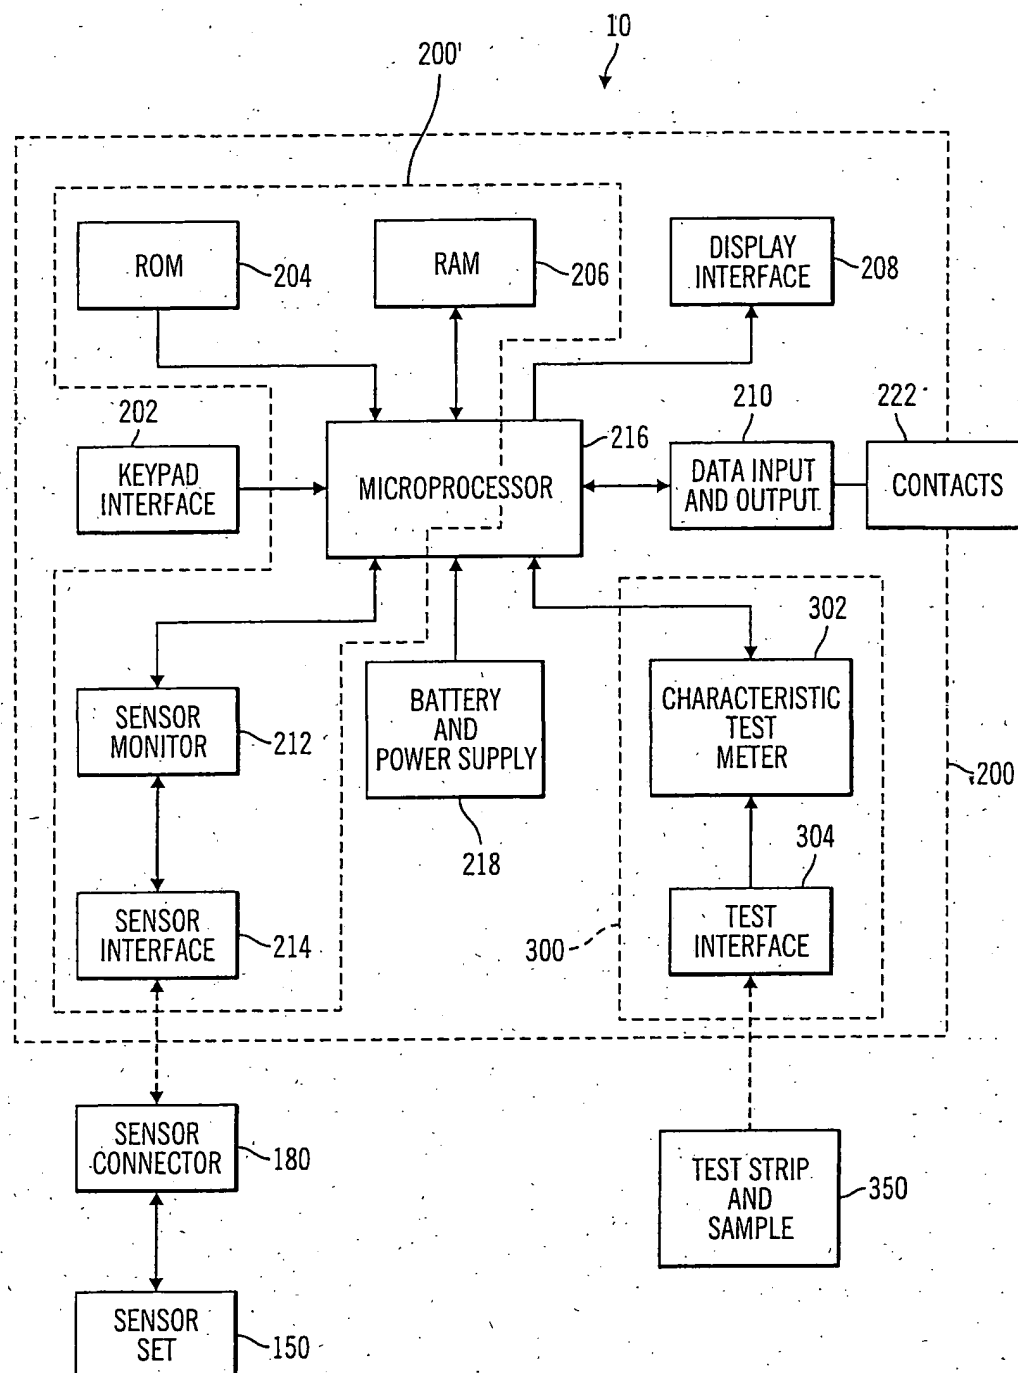 10
200'
ROM
204
RAM
206
DISPLAY
INTERFACE
208
202
KEYPAD
INTERFACE
MICROPROCESSOR
216
210
DATA INPUT
AND OUTPUT
222
CONTACTS
SENSOR
MONITOR
212
BATTERY
AND
POWER SUPPLY
218
302
CHARACTERISTIC
TEST
METER
200
SENSOR
INTERFACE
214
300
304
TEST
INTERFACE
SENSOR
CONNECTOR
180
TEST STRIP
AND
SAMPLE
350
SENSOR
SET
150